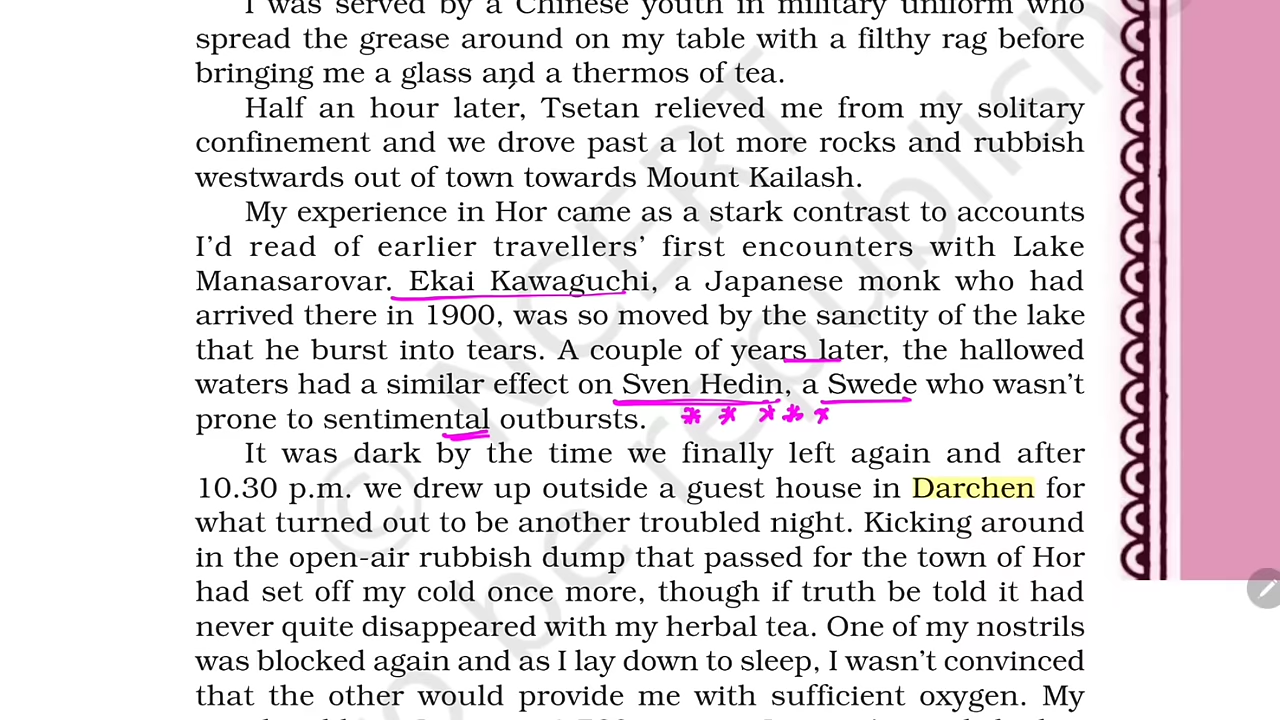 I was served by a Chinese youth in military uniform who
spread the grease around on my table with a filthy rag before
bringing me a glass and a thermos of tea.
Half an hour later, Tsetan relieved me from my solitary
confinement and we drove past a lot more rocks and rubbish
westwards out of town towards Mount Kailash.
My experience in Hor came as a stark contrast to accounts
I'd read of earlier travellers' first encounters with Lake
Manasarovar. Ekai Kawaguchi, a Japanese monk who had
arrived there in 1900, was so moved by the sanctity of the lake
that he burst into tears. A couple of years later, the hallowed
waters had a similar effect on Sven Hedin, a Swede who wasn't
prone to sentimental outbursts.
It was dark by the time we finally left again and after
10.30 p.m. we drew up outside a guest house in Darchen for
what turned out to be another troubled night. Kicking around
in the open-air rubbish dump that passed for the town of Hor
had set off my cold once more, though if truth be told it had
never quite disappeared with my herbal tea. One of my nostrils
was blocked again and as I lay down to sleep, I wasn't convinced
that the other would provide me with sufficient oxygen. My
© NCERT
be republished